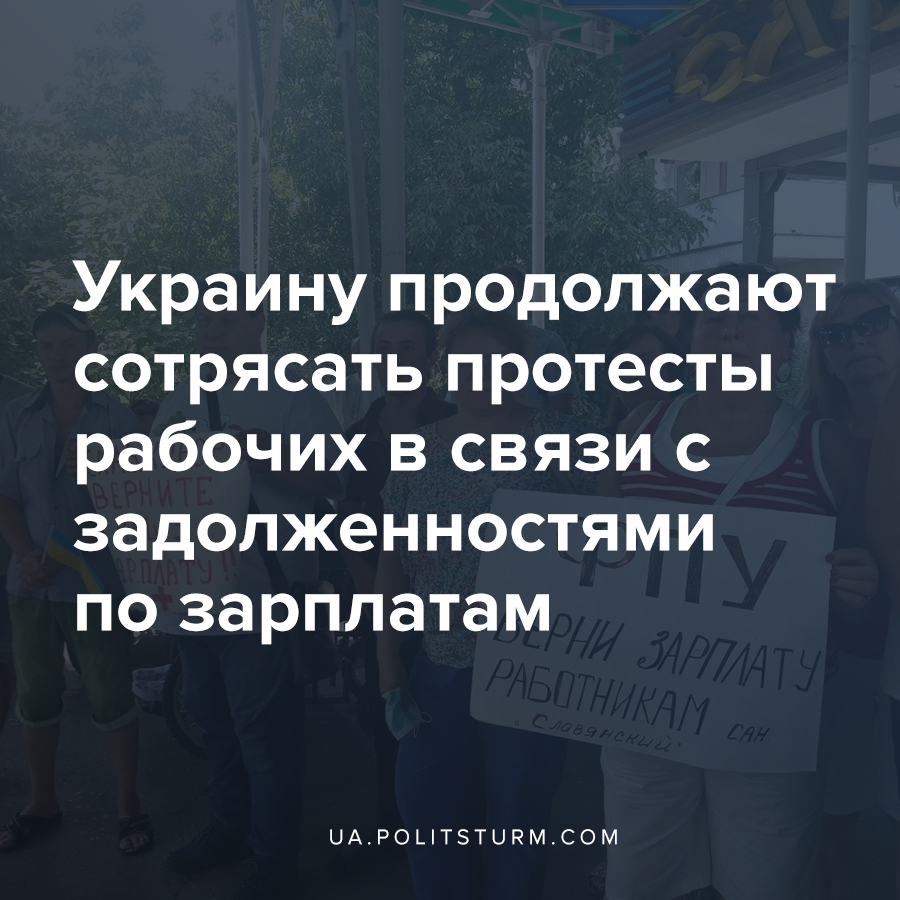 Украину продолжают
сотрясать протесты
рабочих в связи с
задолженностями
по зарплатам
ВЕРНИТЕ
ЗАРПЛАТУ!!
ФПУ
ВЕРНИ ЗАРПЛАТУ
РАБОТНИКАМ САН.
"Славянский"
UA.POLITSTURM.COM